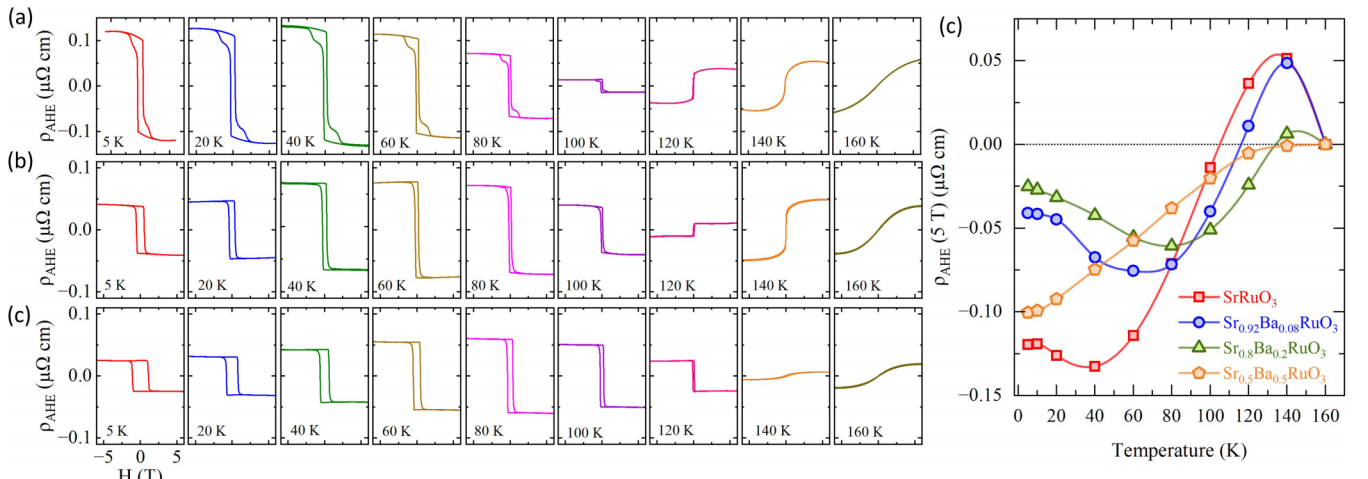 (a)
ρAHE (μΩ cm)
0.1
0.0
−0.1
5 K
20 K
40 K
60 K
80 K
100 K
120 K
140 K
160 K
(b)
ρAHE (μΩ cm)
0.1
0.0
−0.1
5 K
20 K
40 K
60 K
80 K
100 K
120 K
140 K
160 K
(c)
ρAHE (μΩ cm)
0.1
0.0
−0.1
5 K
20 K
40 K
60 K
80 K
100 K
120 K
140 K
160 K
−5 0 5
H (T)
(c)
ρAHE (5 T) (μΩ cm)
0.05
0.00
−0.05
−0.10
−0.15
SrRuO3
Sr0.92Ba0.08RuO3
Sr0.8Ba0.2RuO3
Sr0.5Ba0.5RuO3
0 20 40 60 80 100 120 140 160
Temperature (K)